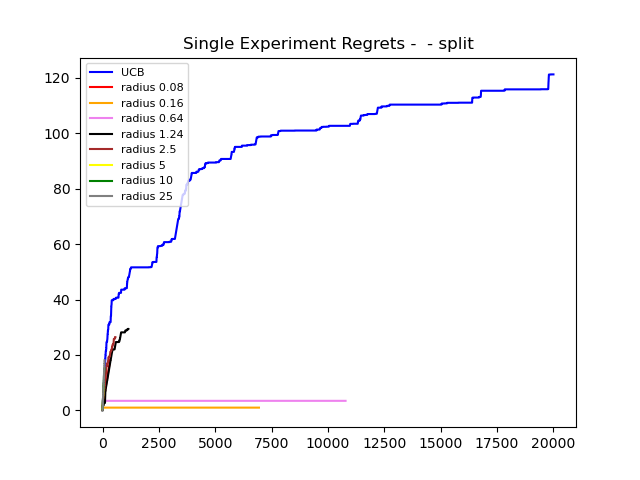 Single Experiment Regrets -  - split
UCB
radius 0.08
radius 0.16
radius 0.64
radius 1.24
radius 2.5
radius 5
radius 10
radius 25
120
100
80
60
40
20
0
0 2500 5000 7500 10000 12500 15000 17500 20000